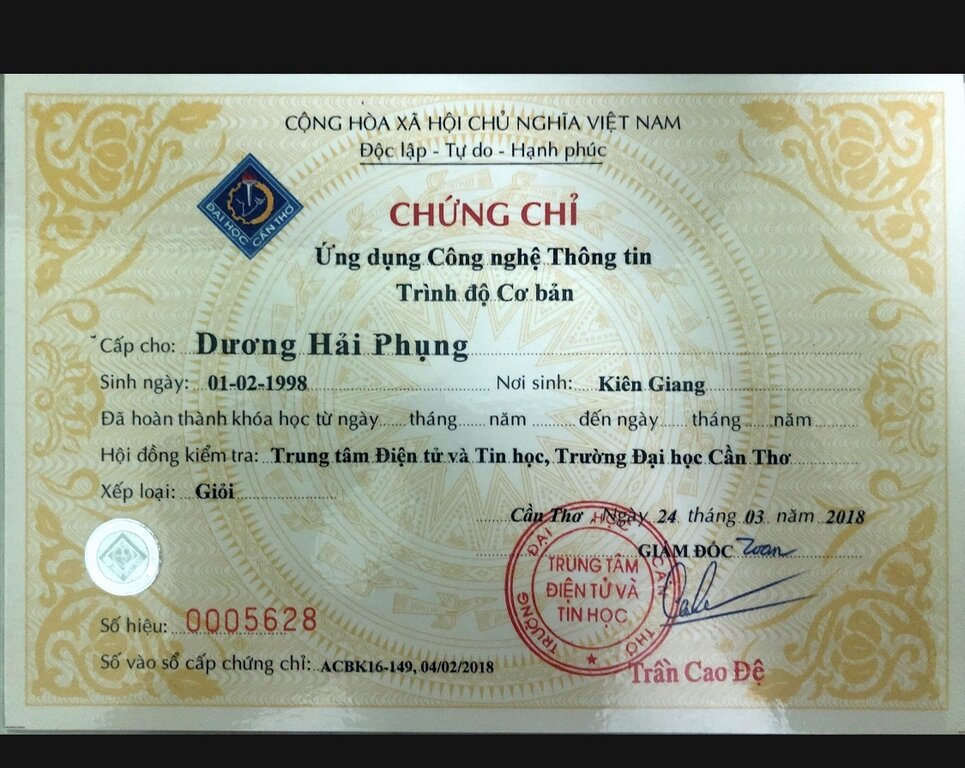 CỘNG HÒA XÃ HỘI CHỦ NGHĨA VIỆT NAM
Độc lập - Tự do - Hạnh phúc
ĐẠI HỌC CẦN THƠ
CHỨNG CHỈ
Ứng dụng Công nghệ Thông tin
Trình độ Cơ bản
Cấp cho: Dương Hải Phụng
Sinh ngày: 01-02-1998 Nơi sinh: Kiên Giang
Đã hoàn thành khóa học từ ngày...... tháng...... năm ............ đến ngày...... tháng...... năm ............
Hội đồng kiểm tra: Trung tâm Điện tử và Tin học, Trường Đại học Cần Thơ
Xếp loại: Giỏi
Cần Thơ Ngày 24 tháng 03 năm 2018
GIÁM ĐỐC
TRƯỜNG ĐẠI HỌC CẦN THƠ
TRUNG TÂM
ĐIỆN TỬ VÀ
TIN HỌC
Số hiệu: 0005628
Số vào sổ cấp chứng chỉ: ACBK16-149, 04/02/2018
Trần Cao Đệ